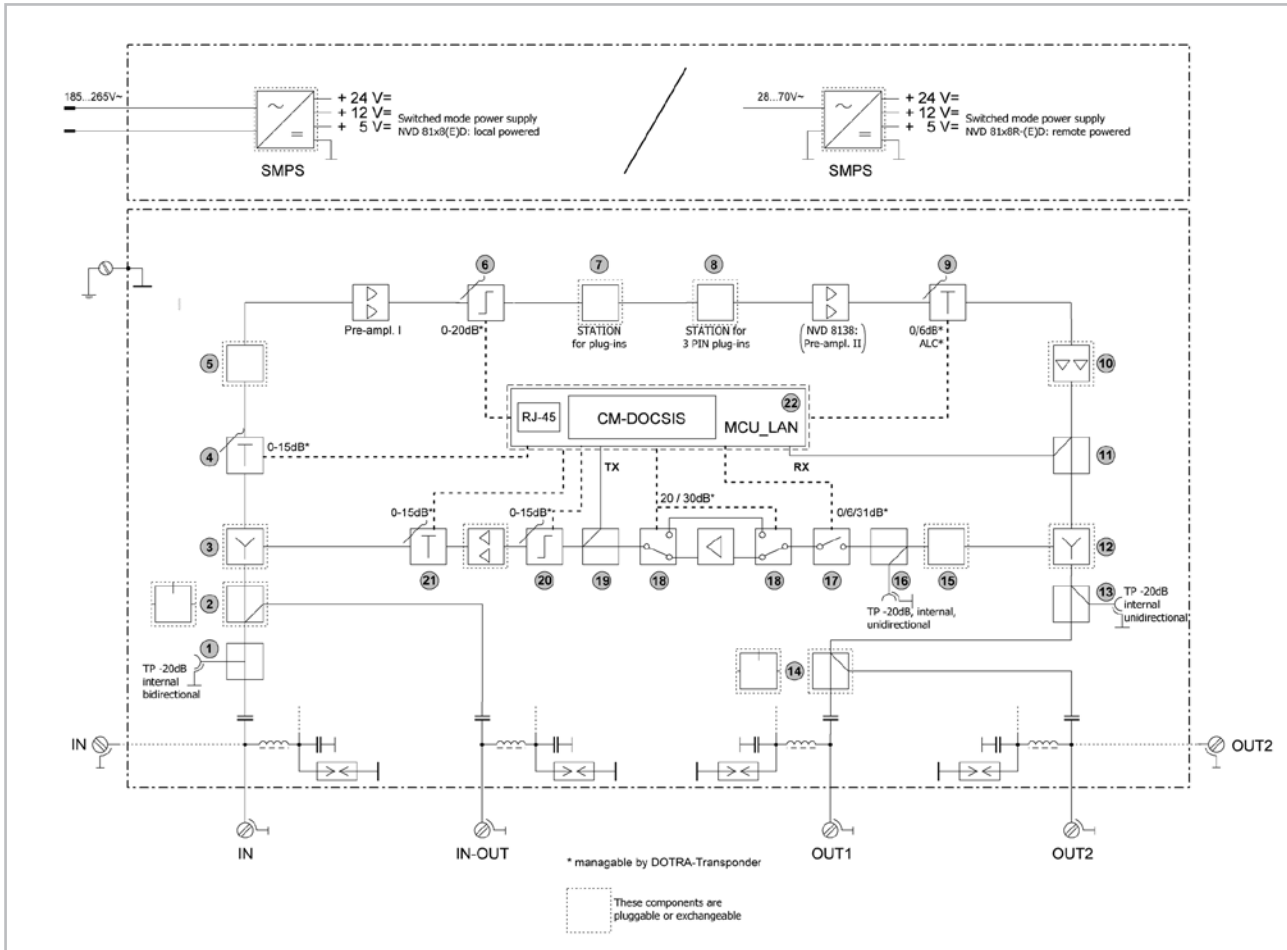 185...265V~
+ 24 V=
+ 12 V=
+ 5 V=
Switched mode power supply
NVD 81x8(E)D: local powered
SMPS
28...70V~
+ 24 V=
+ 12 V=
+ 5 V=
Switched mode power supply
NVD 81x8R-(E)D: remote powered
SMPS
6
7
8
9
Pre-ampl. I
0-20dB*
STATION
for plug-ins
STATION for
3 PIN plug-ins
(NVD 8138:
Pre-ampl. II)
0/6dB*
ALC*
5
10
22
RJ-45
CM-DOCSIS
MCU_LAN
4
0-15dB*
11
TX
RX
0-15dB*
0-15dB*
20 / 30dB*
0/6/31dB*
3
12
21
20
19
18
18
17
16
15
TP -20dB, internal,
unidirectional
2
13
TP -20dB
internal
unidirectional
1
TP -20dB
internal
bidirectional
14
IN
OUT2
IN
IN-OUT
OUT1
OUT2
* managable by DOTRA-Transponder
These components are
pluggable or exchangeable